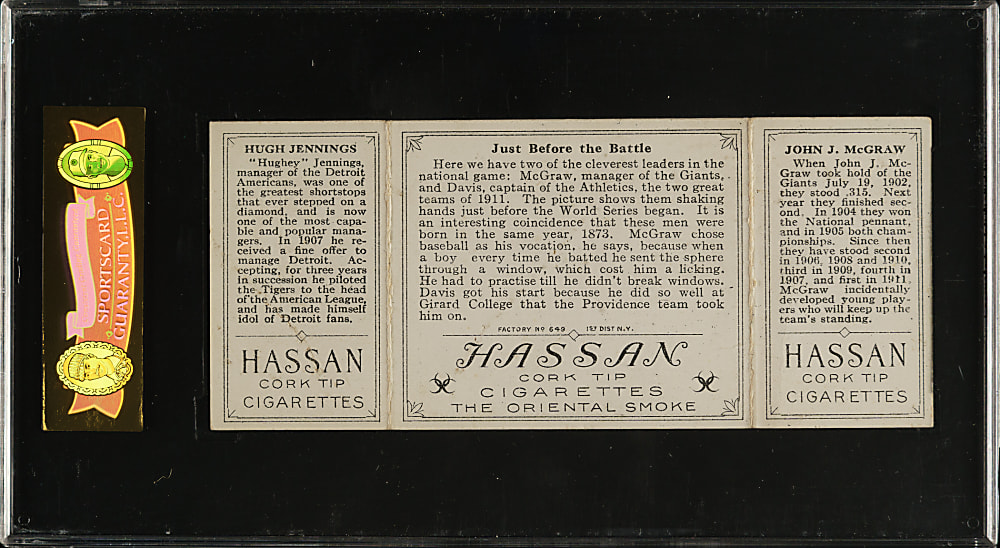 SPORTSCARD
GUARANTY L.L.C.
HUGH JENNINGS
"Hughey" Jennings,
manager of the Detroit
Americans, was one of
the greatest shortstops
that ever stepped on a
diamond, and is now
one of the most capa-
ble and popular mana-
gers. In 1907 he re-
ceived a fine offer to
manage Detroit. Ac-
cepting, for three years
in succession he piloted
the Tigers to the head
of the American League,
and has made himself
idol of Detroit fans.
HASSAN
CORK TIP
CIGARETTES
Just Before the Battle
Here we have two of the cleverest leaders in the
national game: McGraw, manager of the Giants,
and Davis, captain of the Athletics, the two great
teams of 1911. The picture shows them shaking
hands just before the World Series began. It is
an interesting coincidence that these men were
born in the same year, 1873. McGraw chose
baseball as his vocation, he says, because when
a boy every time he batted he sent the sphere
through a window, which cost him a licking.
He had to practise till he didn't break windows.
Davis got his start because he did so well at
Girard College that the Providence team took
him on.
FACTORY Nº 649 1ST DIST N.Y.
HASSAN
CORK TIP
CIGARETTES
THE ORIENTAL SMOKE
JOHN J. McGRAW
When John J. Mc-
Graw took hold of the
Giants July 19, 1902,
they stood .315. Next
year they finished sec-
ond. In 1904 they won
the National pennant,
and in 1905 both cham-
pionships. Since then
they have stood second
in 1906, 1908 and 1910,
third in 1909, fourth in
1907, and first in 1911.
McGraw incidentally
developed young play-
ers who will keep up the
team's standing.
HASSAN
CORK TIP
CIGARETTES